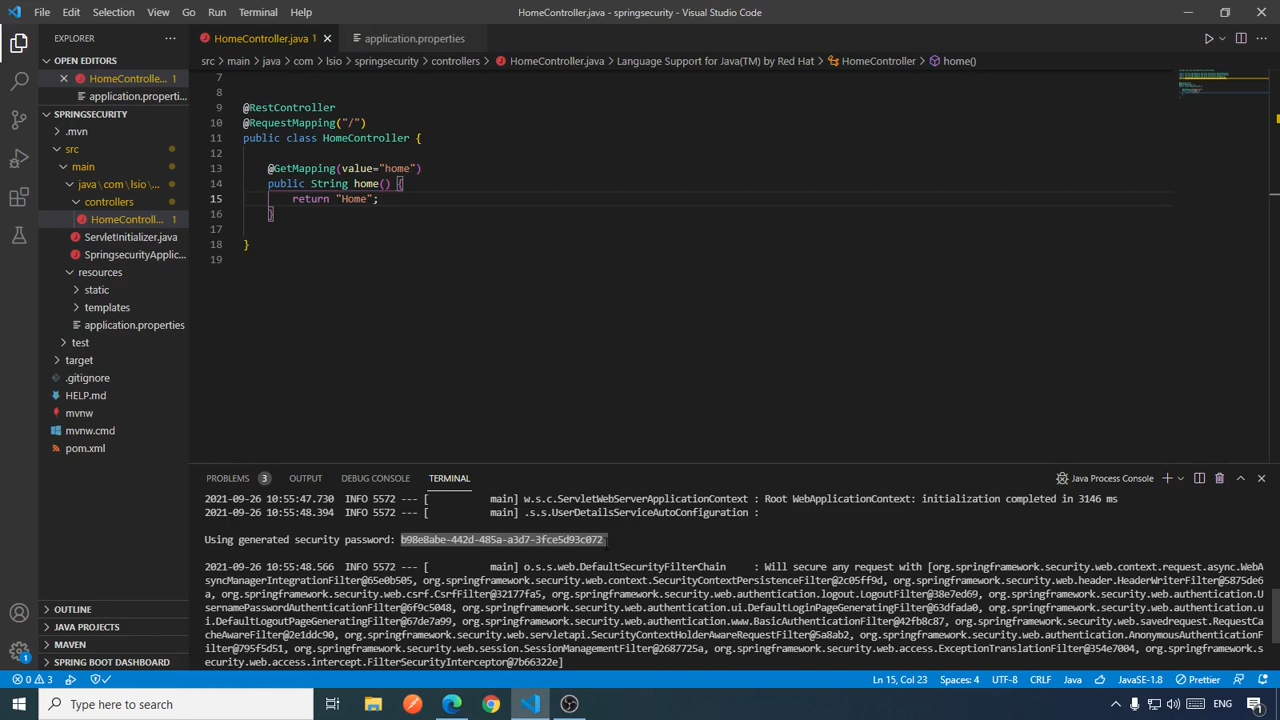 File Edit Selection View Go Run Terminal Help
HomeController.java - springsecurity - Visual Studio Code
EXPLORER
OPEN EDITORS
HomeControlle... 1
application.properti...
SPRINGSECURITY
.mvn
src
main
java\com\lsio\...
controllers
HomeControll... 1
ServletInitializer.java
SpringsecurityApplic...
resources
static
templates
application.properties
test
target
.gitignore
HELP.md
mvnw
mvnw.cmd
pom.xml
OUTLINE
JAVA PROJECTS
MAVEN
SPRING BOOT DASHBOARD
HomeController.java 1
application.properties
src > main > java > com > lsio > springsecurity > controllers > HomeController.java > Language Support for Java(TM) by Red Hat > HomeController > home()
7
8
9 @RestController
10 @RequestMapping("/")
11 public class HomeController {
12
13 @GetMapping(value="home")
14 public String home() {
15 return "Home";
16 }
17
18 }
19
PROBLEMS 3 OUTPUT DEBUG CONSOLE TERMINAL
Java Process Console
2021-09-26 10:55:47.730 INFO 5572 --- [ main] w.s.c.ServletWebServerApplicationContext : Root WebApplicationContext: initialization completed in 3146 ms
2021-09-26 10:55:48.394 INFO 5572 --- [ main] .s.s.UserDetailsServiceAutoConfiguration :
Using generated security password: b98e8abe-442d-485a-a3d7-3fce5d93c072
2021-09-26 10:55:48.566 INFO 5572 --- [ main] o.s.s.web.DefaultSecurityFilterChain : Will secure any request with [org.springframework.security.web.context.request.async.WebA
syncManagerIntegrationFilter@65e0b505, org.springframework.security.web.context.SecurityContextPersistenceFilter@2c05ff9d, org.springframework.security.web.header.HeaderWriterFilter@5875de6
a, org.springframework.security.web.csrf.CsrfFilter@32177fa5, org.springframework.security.web.authentication.logout.LogoutFilter@38e7ed69, org.springframework.security.web.authentication.U
sernamePasswordAuthenticationFilter@6f9c5048, org.springframework.security.web.authentication.ui.DefaultLoginPageGeneratingFilter@63dfada0, org.springframework.security.web.authentication.u
i.DefaultLogoutPageGeneratingFilter@67de7a99, org.springframework.security.web.authentication.www.BasicAuthenticationFilter@42fb8c87, org.springframework.security.web.savedrequest.RequestCa
cheAwareFilter@2e1ddc90, org.springframework.security.web.servletapi.SecurityContextHolderAwareRequestFilter@5a8ab2, org.springframework.security.web.authentication.AnonymousAuthentication
Filter@795f5d51, org.springframework.security.web.session.SessionManagementFilter@2687725a, org.springframework.security.web.access.ExceptionTranslationFilter@354e7004, org.springframework.s
ecurity.web.access.intercept.FilterSecurityInterceptor@7b66322e]
0 3
Ln 15, Col 23 Spaces: 4 UTF-8 CRLF Java JavaSE-1.8 Prettier
1
Type here to search
ENG
1